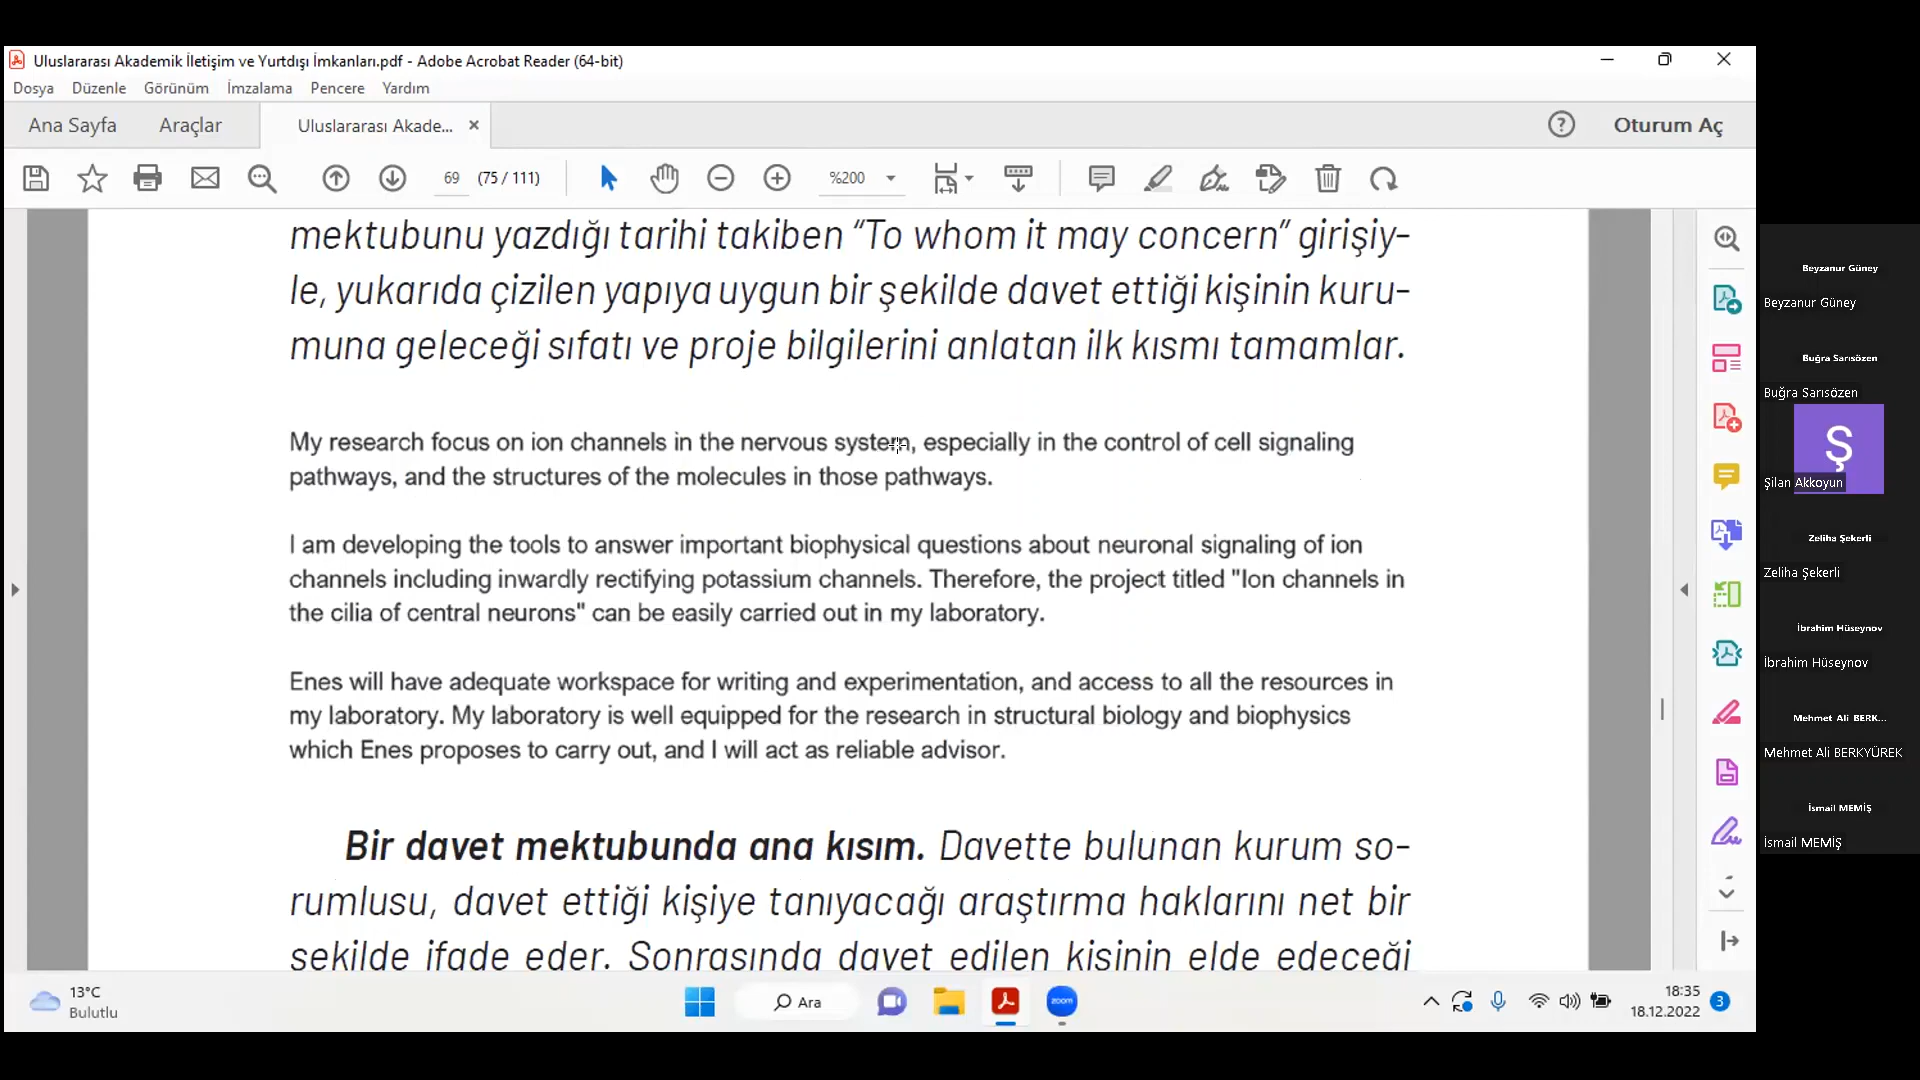 Uluslararası Akademik İletişim ve Yurtdışı İmkanları.pdf - Adobe Acrobat Reader (64-bit)
Dosya Düzenle Görünüm İmzalama Pencere Yardım
Ana Sayfa Araçlar Uluslararası Akade... Oturum Aç
69 (75 / 111) %200
mektubunu yazdığı tarihi takiben “To whom it may concern” girişiy-
le, yukarıda çizilen yapıya uygun bir şekilde davet ettiği kişinin kuru-
muna geleceği sıfatı ve proje bilgilerini anlatan ilk kısmı tamamlar.
My research focus on ion channels in the nervous system, especially in the control of cell signaling
pathways, and the structures of the molecules in those pathways.
I am developing the tools to answer important biophysical questions about neuronal signaling of ion
channels including inwardly rectifying potassium channels. Therefore, the project titled "Ion channels in
the cilia of central neurons" can be easily carried out in my laboratory.
Enes will have adequate workspace for writing and experimentation, and access to all the resources in
my laboratory. My laboratory is well equipped for the research in structural biology and biophysics
which Enes proposes to carry out, and I will act as reliable advisor.
Bir davet mektubunda ana kısım. Davette bulunan kurum so-
rumlusu, davet ettiği kişiye tanıyacağı araştırma haklarını net bir
şekilde ifade eder. Sonrasında davet edilen kişinin elde edeceği
13°C
Bulutlu
Ara
zoom
18:35
18.12.2022
3
Beyzanur Güney
Beyzanur Güney
Buğra Sarısözen
Buğra Sarısözen
Ş
Şilan Akkoyun
Zeliha Şekerli
Zeliha Şekerli
İbrahim Hüseynov
İbrahim Hüseynov
Mehmet Ali BERK...
Mehmet Ali BERKYÜREK
İsmail MEMİŞ
İsmail MEMİŞ